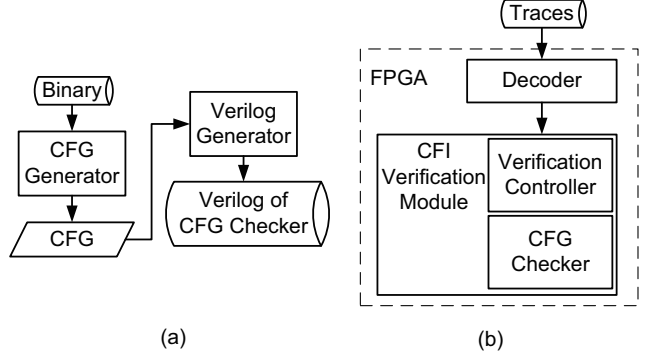 Binary
CFG
Generator
CFG
Verilog
Generator
Verilog of
CFG Checker
(a)
Traces
FPGA
Decoder
CFI
Verification
Module
Verification
Controller
CFG
Checker
(b)